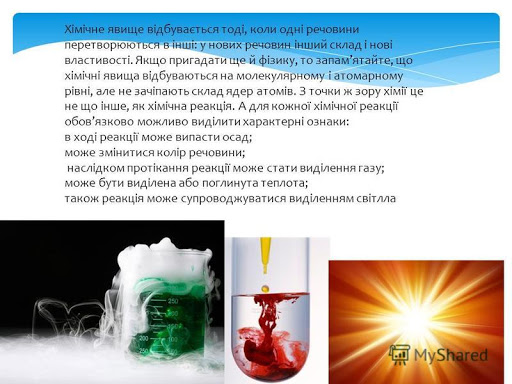 Хімічне явище відбувається тоді, коли одні речовини
перетворюються в інші: у нових речовин інший склад і нові
властивості. Якщо пригадати ще й фізику, то запам'ятайте, що
хімічні явища відбуваються на молекулярному і атомарному
рівні, але не зачіпають склад ядер атомів. З точки ж зору хімії це
не що інше, як хімічна реакція. А для кожної хімічної реакції
обов'язково можливо виділити характерні ознаки:
в ході реакції може випасти осад;
може змінитися колір речовини;
наслідком протікання реакції може стати виділення газу;
може бути виділена або поглинута теплота;
також реакція може супроводжуватися виділенням світлла
250
200
150
100
MyShared